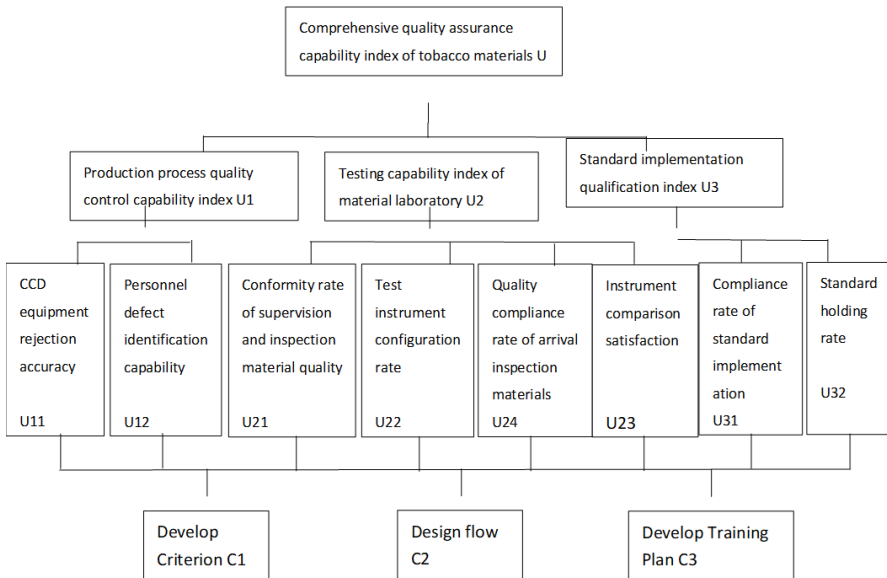 Comprehensive quality assurance
capability index of tobacco materials U
Production process quality
control capability index U1
Testing capability index of
material laboratory U2
Standard implementation
qualification index U3
CCD
equipment
rejection
accuracy
U11
Personnel
defect
identification
capability
U12
Conformity rate
of supervision
and inspection
material quality
U21
Test
instrument
configuration
rate
U22
Quality
compliance
rate of arrival
inspection
materials
U24
Instrument
comparison
satisfaction
U23
Compliance
rate of
standard
implement
ation
U31
Standard
holding
rate
U32
Develop
Criterion C1
Design flow
C2
Develop Training
Plan C3